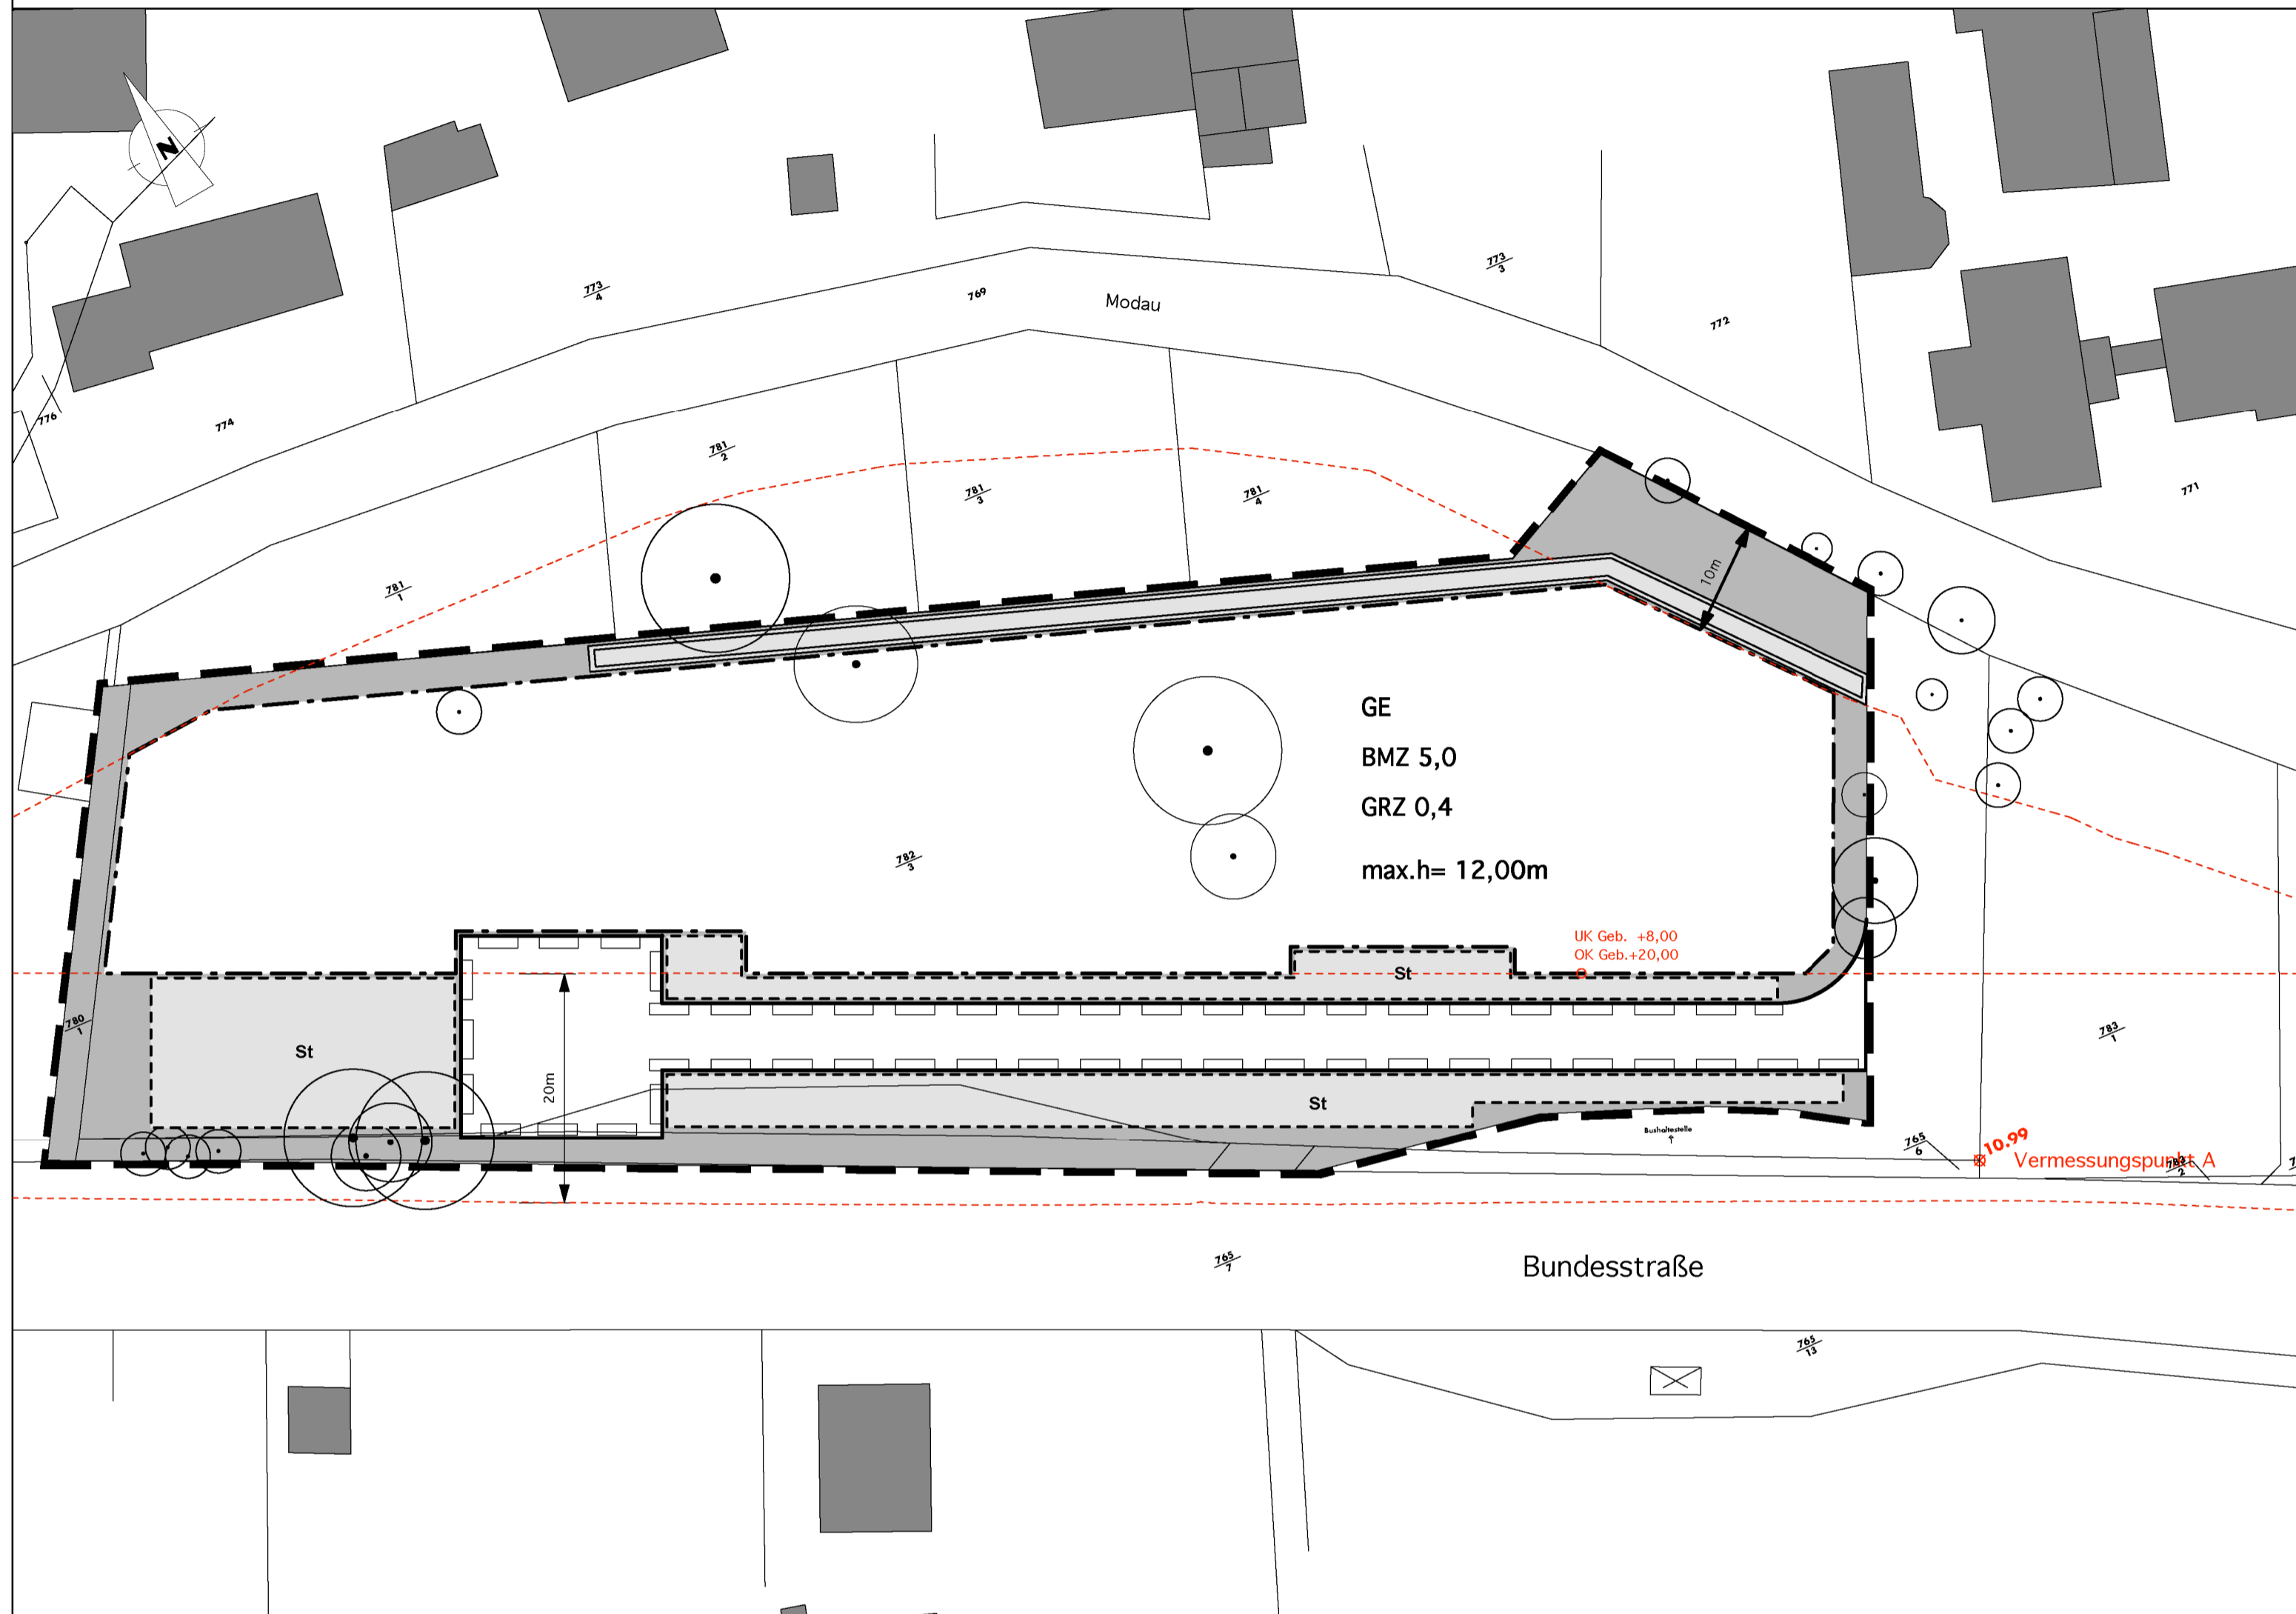 N
773/4
769
Modau
773/3
772
776
774
781/2
781/3
781/4
771
781/1
10m
GE
BMZ 5,0
GRZ 0,4
782/3
max.h= 12,00m
UK Geb. +8,00
OK Geb.+20,00
St
780/1
St
783/1
20m
St
Bushaltestelle
765/6
10.99
Vermessungspunkt A
765/7
Bundesstraße
765/13